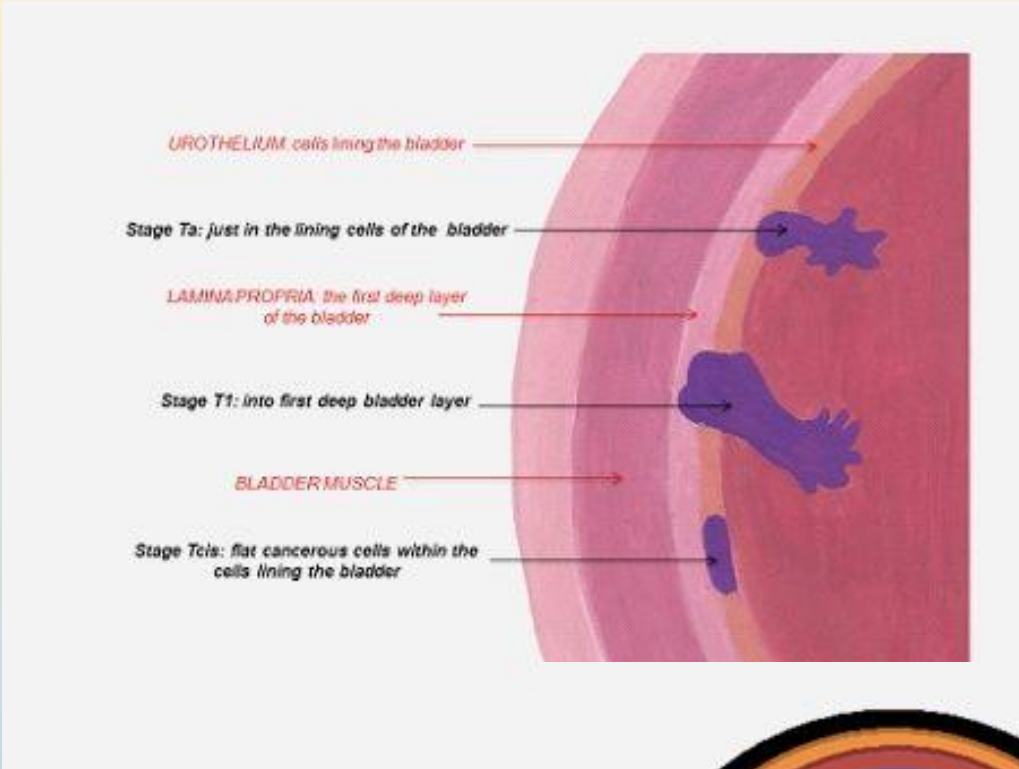 UROTHELIUM: cells lining the bladder
Stage Ta: just in the lining cells of the bladder
LAMINA PROPRIA: the first deep layer
of the bladder
Stage T1: into first deep bladder layer
BLADDER MUSCLE
Stage Tcis: flat cancerous cells within the
cells lining the bladder